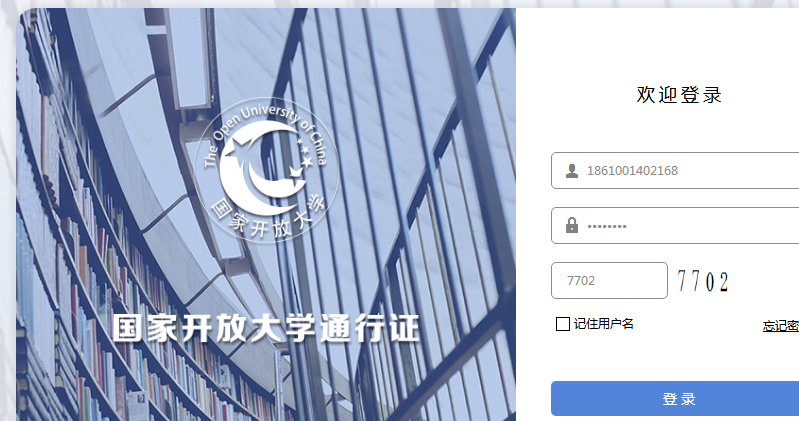 The Open University of China
国家开放大学
国家开放大学通行证
欢迎登录
1861001402168
••••••••
7702
7702
记住用户名
忘记密
登录